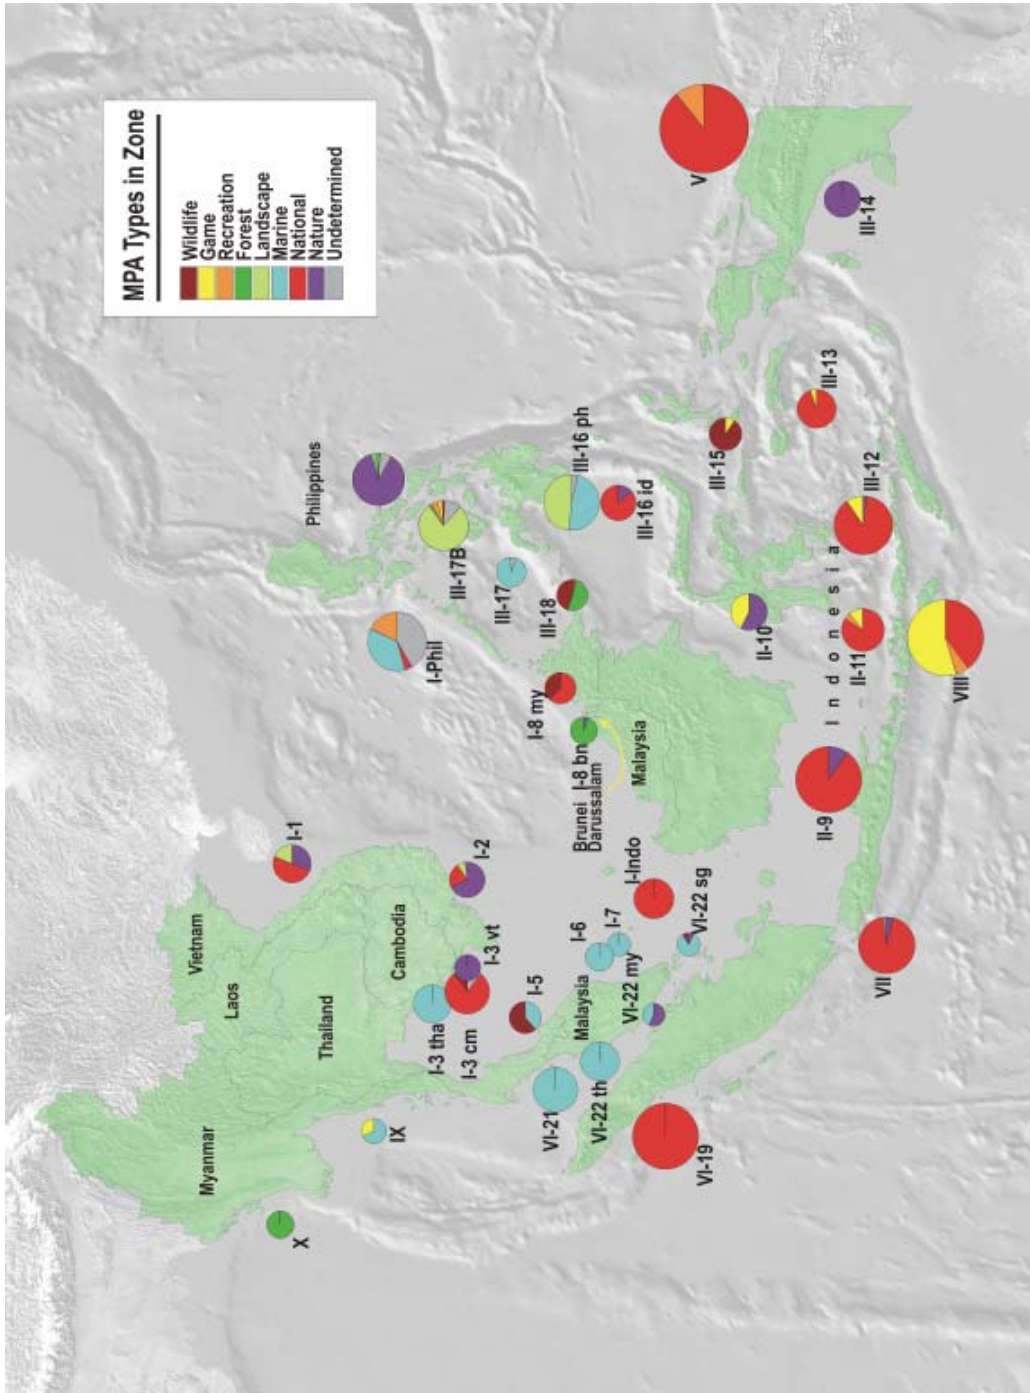 MPA Types in Zone
Wildlife
Game
Recreation
Forest
Landscape
Marine
National
Nature
Undetermined
Myanmar
Laos
Vietnam
Thailand
Cambodia
Philippines
X
IX
I-1
I-2
I-3 vt
I-3 tha
I-3 cm
I-5
I-Phil
III-17B
III-17
III-18
III-16 ph
III-16 id
III-15
III-13
III-14
V
III-12
II-10
II-11
Indonesia
VIII
II-9
VII
I-8 my
I-8 bn
Brunei
Darussalam
Malaysia
I-Indo
I-6
I-7
VI-22 sg
VI-22 my
Malaysia
VI-21
VI-22 th
VI-19